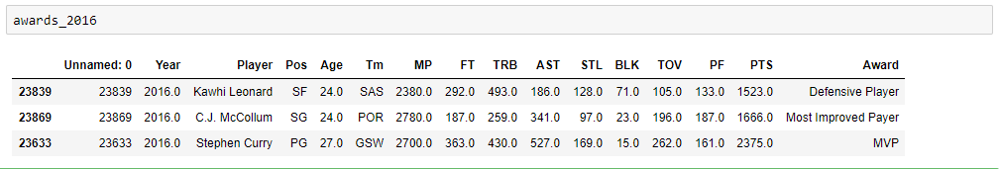 awards_2016
Unnamed: 0 Year Player Pos Age Tm MP FT TRB AST STL BLK TOV PF PTS Award
23839 23839 2016.0 Kawhi Leonard SF 24.0 SAS 2380.0 292.0 493.0 186.0 128.0 71.0 105.0 133.0 1523.0 Defensive Player
23869 23869 2016.0 C.J. McCollum SG 24.0 POR 2780.0 187.0 259.0 341.0 97.0 23.0 196.0 187.0 1666.0 Most Improved Payer
23633 23633 2016.0 Stephen Curry PG 27.0 GSW 2700.0 363.0 430.0 527.0 169.0 15.0 262.0 161.0 2375.0 MVP